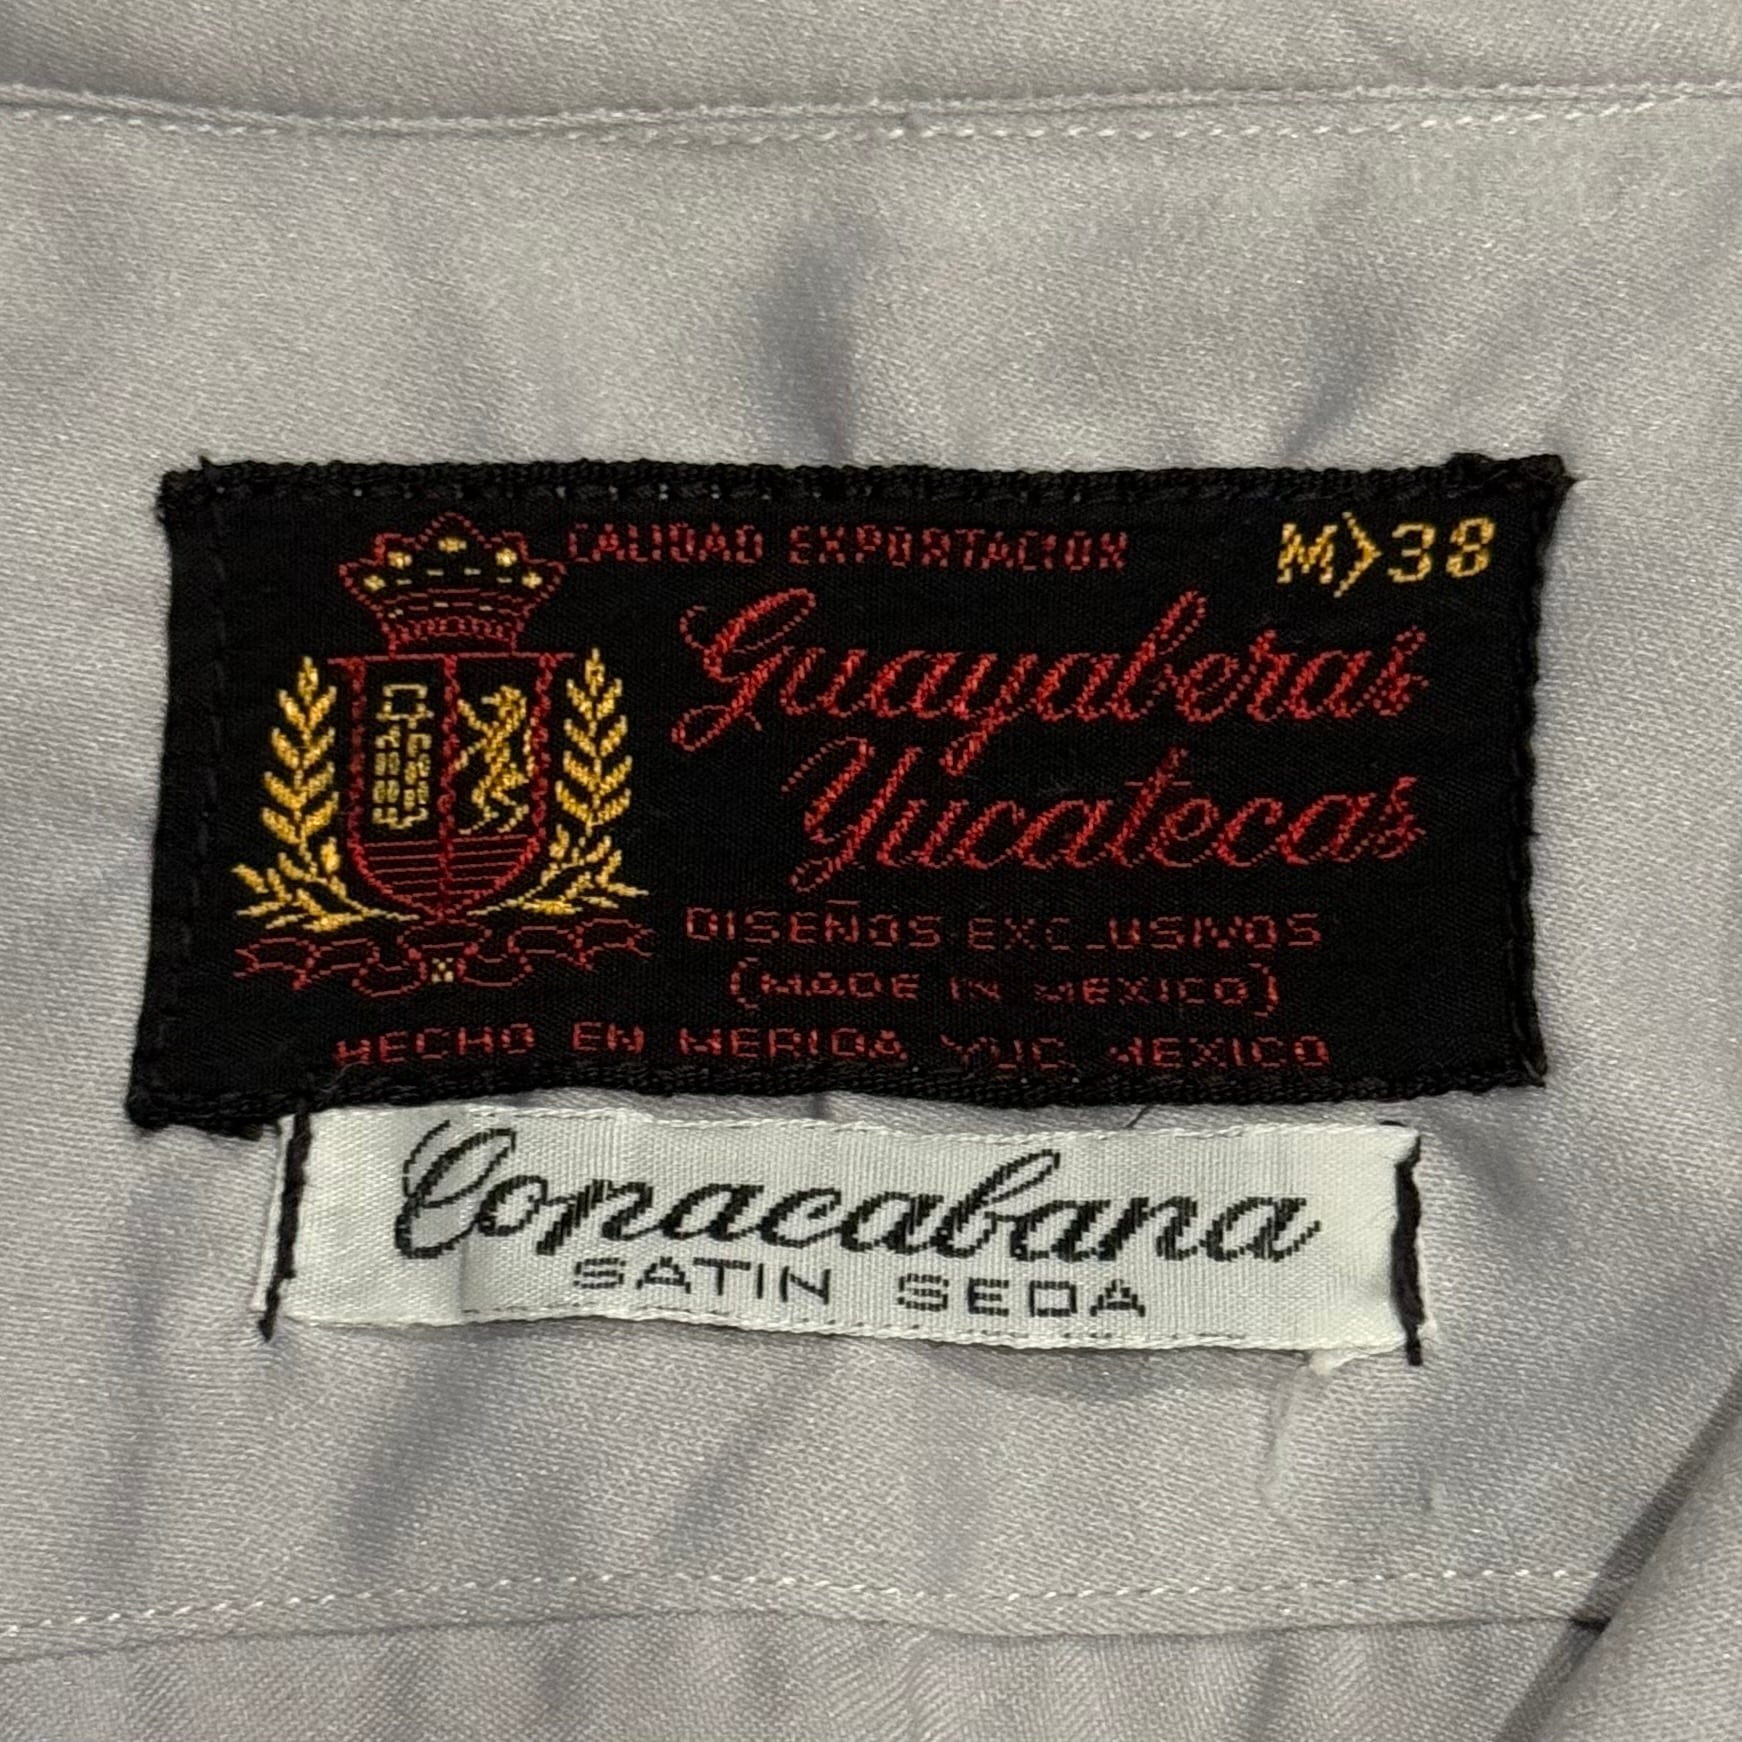 CALIDAD EXPORTACION
M>38
Guayaberas
Yucatecas
DISEÑOS EXCLUSIVOS
(MADE IN MEXICO)
HECHO EN MERIDA YUC. MEXICO
Copacabana
SATIN SEDA